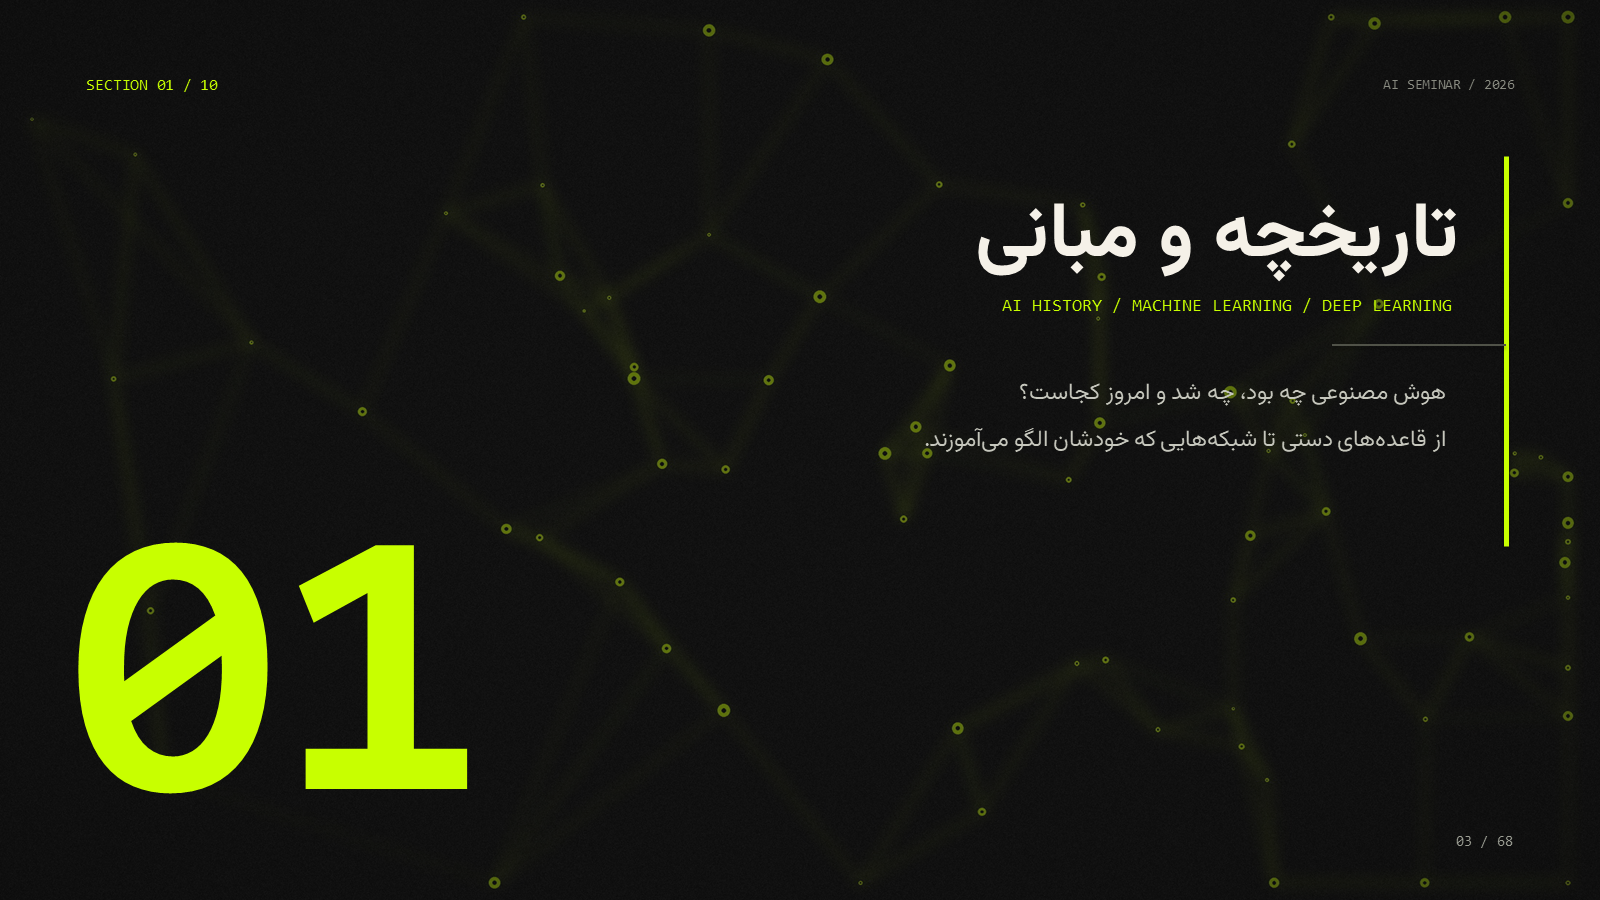 SECTION 01 / 10
AI SEMINAR / 2026
تاریخچه و مبانی
AI HISTORY / MACHINE LEARNING / DEEP LEARNING
هوش مصنوعی چه بود، چه شد و امروز کجاست؟
از قاعده‌های دستی تا شبکه‌هایی که خودشان الگو می‌آموزند.
01
03 / 68